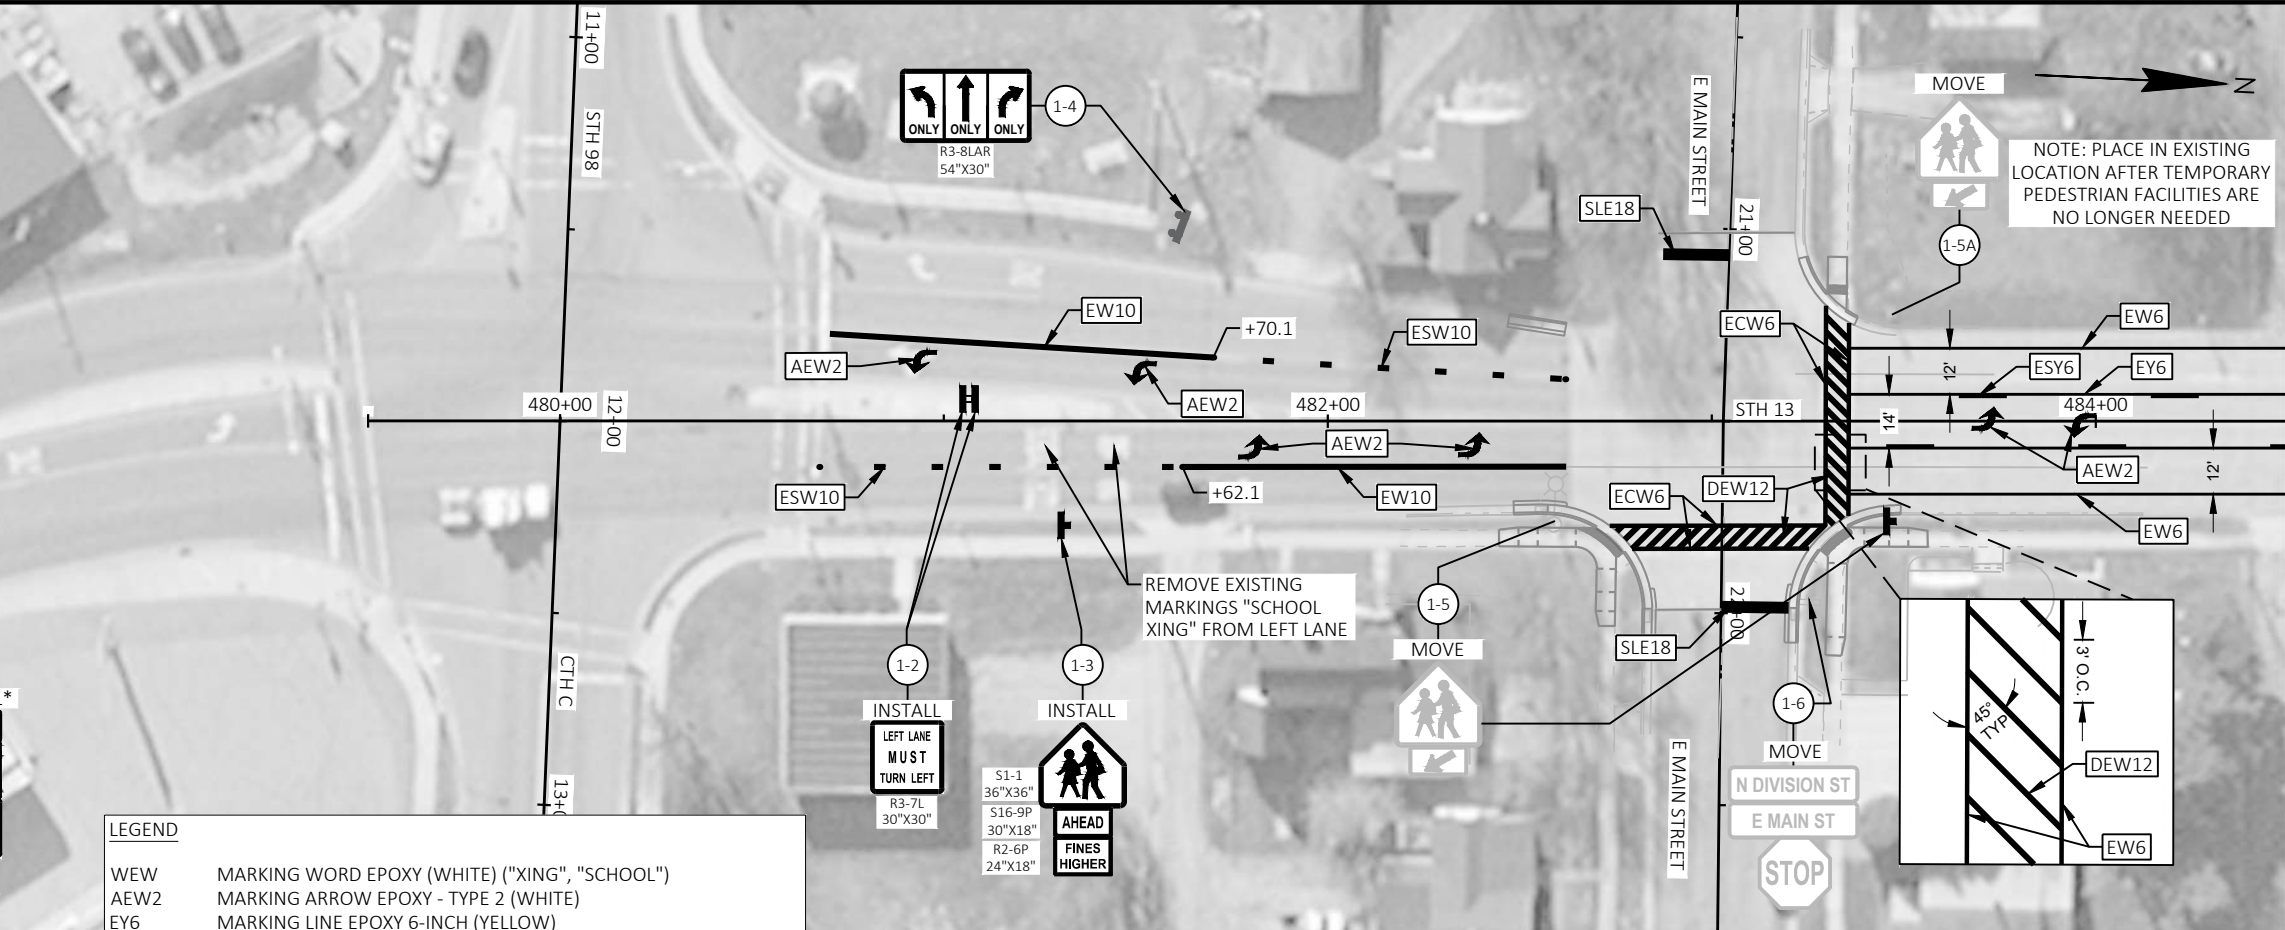 11+00
STH 98
ONLY ONLY ONLY
R3-8LAR
54"X30"
1-4
E MAIN STREET
21+00
SLE18
MOVE
N
NOTE: PLACE IN EXISTING
LOCATION AFTER TEMPORARY
PEDESTRIAN FACILITIES ARE
NO LONGER NEEDED
1-5A
EW10
+70.1
ESW10
AEW2
AEW2
ECW6
EW6
12'
ESY6
EY6
480+00
12+00
482+00
STH 13
14'
484+00
AEW2
AEW2
12'
ESW10
+62.1
EW10
ECW6
DEW12
EW6
REMOVE EXISTING
MARKINGS "SCHOOL
XING" FROM LEFT LANE
1-5
MOVE
SLE18
22+00
CTH C
13+0
1-2
INSTALL
LEFT LANE
MUST
TURN LEFT
R3-7L
30"X30"
1-3
INSTALL
S1-1
36"X36"
S16-9P
30"X18"
R2-6P
24"X18"
AHEAD
FINES
HIGHER
E MAIN STREET
1-6
MOVE
N DIVISION ST
E MAIN ST
STOP
3' O.C.
45°
TYP
DEW12
EW6
*
LEGEND
WEW MARKING WORD EPOXY (WHITE) ("XING", "SCHOOL")
AEW2 MARKING ARROW EPOXY - TYPE 2 (WHITE)
EY6 MARKING LINE EPOXY 6-INCH (YELLOW)